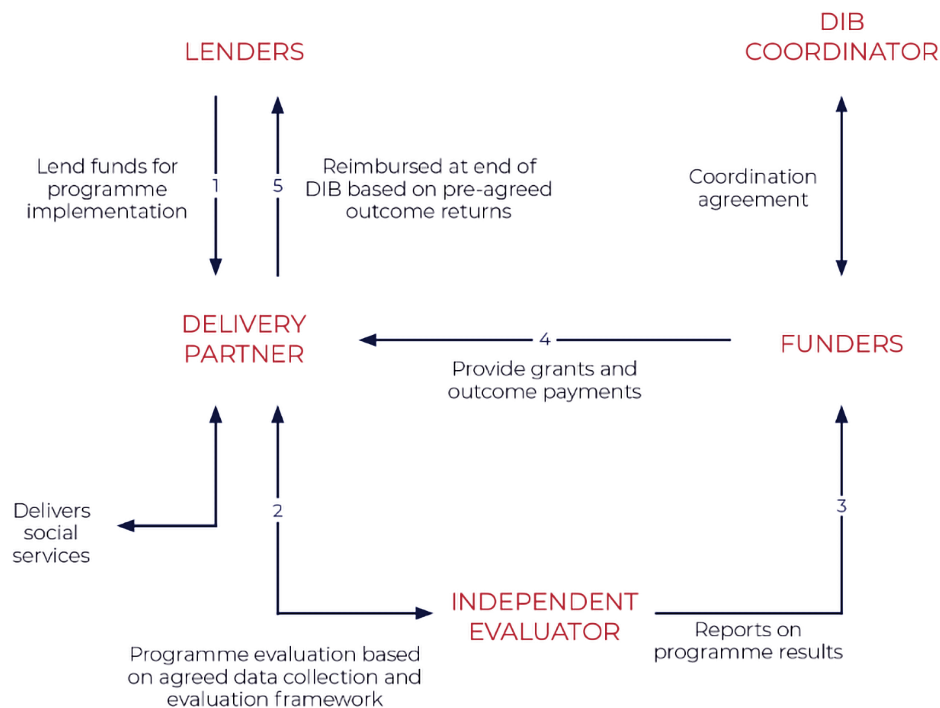 LENDERS
DIB
COORDINATOR
Lend funds for
programme
implementation
1
5
Reimbursed at end of
DIB based on pre-agreed
outcome returns
Coordination
agreement
DELIVERY
PARTNER
4
Provide grants and
outcome payments
FUNDERS
Delivers
social
services
2
3
INDEPENDENT
EVALUATOR
Programme evaluation based
on agreed data collection and
evaluation framework
Reports on
programme results